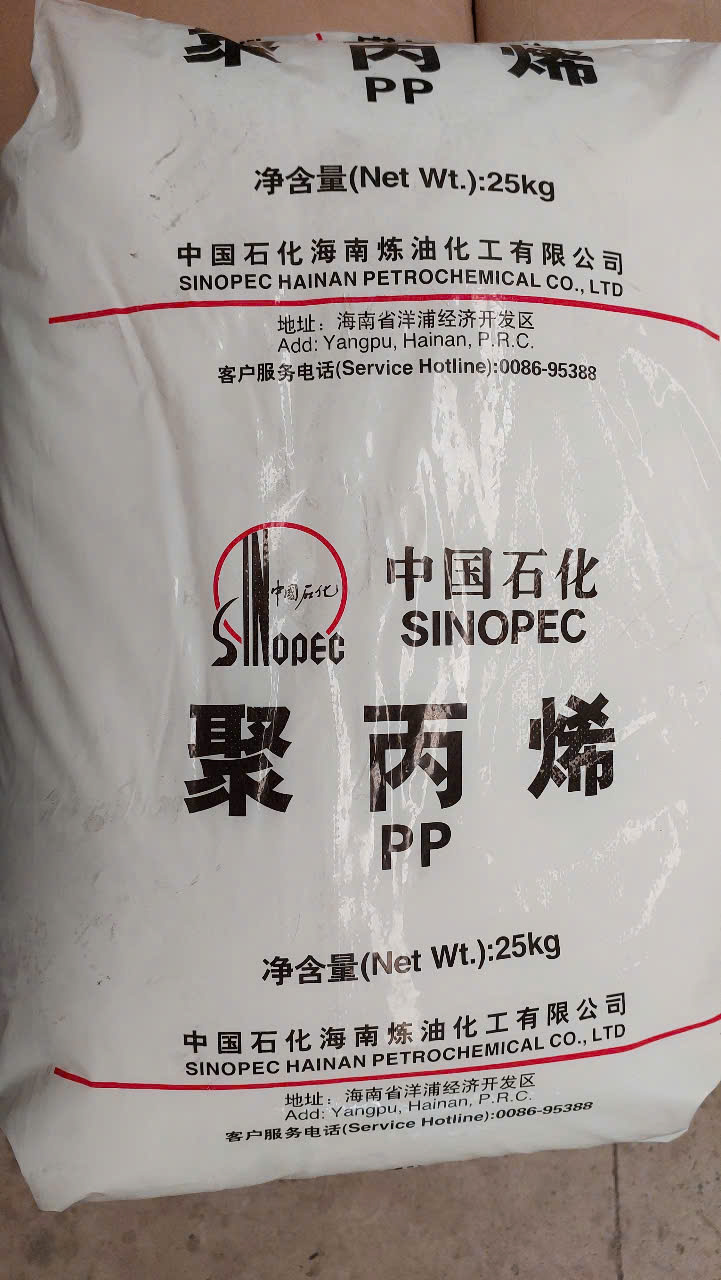 聚丙烯
PP
净含量(Net Wt.):25kg
中国石化海南炼油化工有限公司
SINOPEC HAINAN PETROCHEMICAL CO., LTD
地址：海南省洋浦经济开发区
Add: Yangpu, Hainan, P.R.C.
客户服务电话(Service Hotline):0086-95388
中国石化
SINOPEC
中国石化
SINOPEC
聚丙烯
PP
净含量(Net Wt.):25kg
中国石化海南炼油化工有限公司
SINOPEC HAINAN PETROCHEMICAL CO., LTD
地址：海南省洋浦经济开发区
Add: Yangpu, Hainan, P.R.C.
客户服务电话(Service Hotline):0086-95388